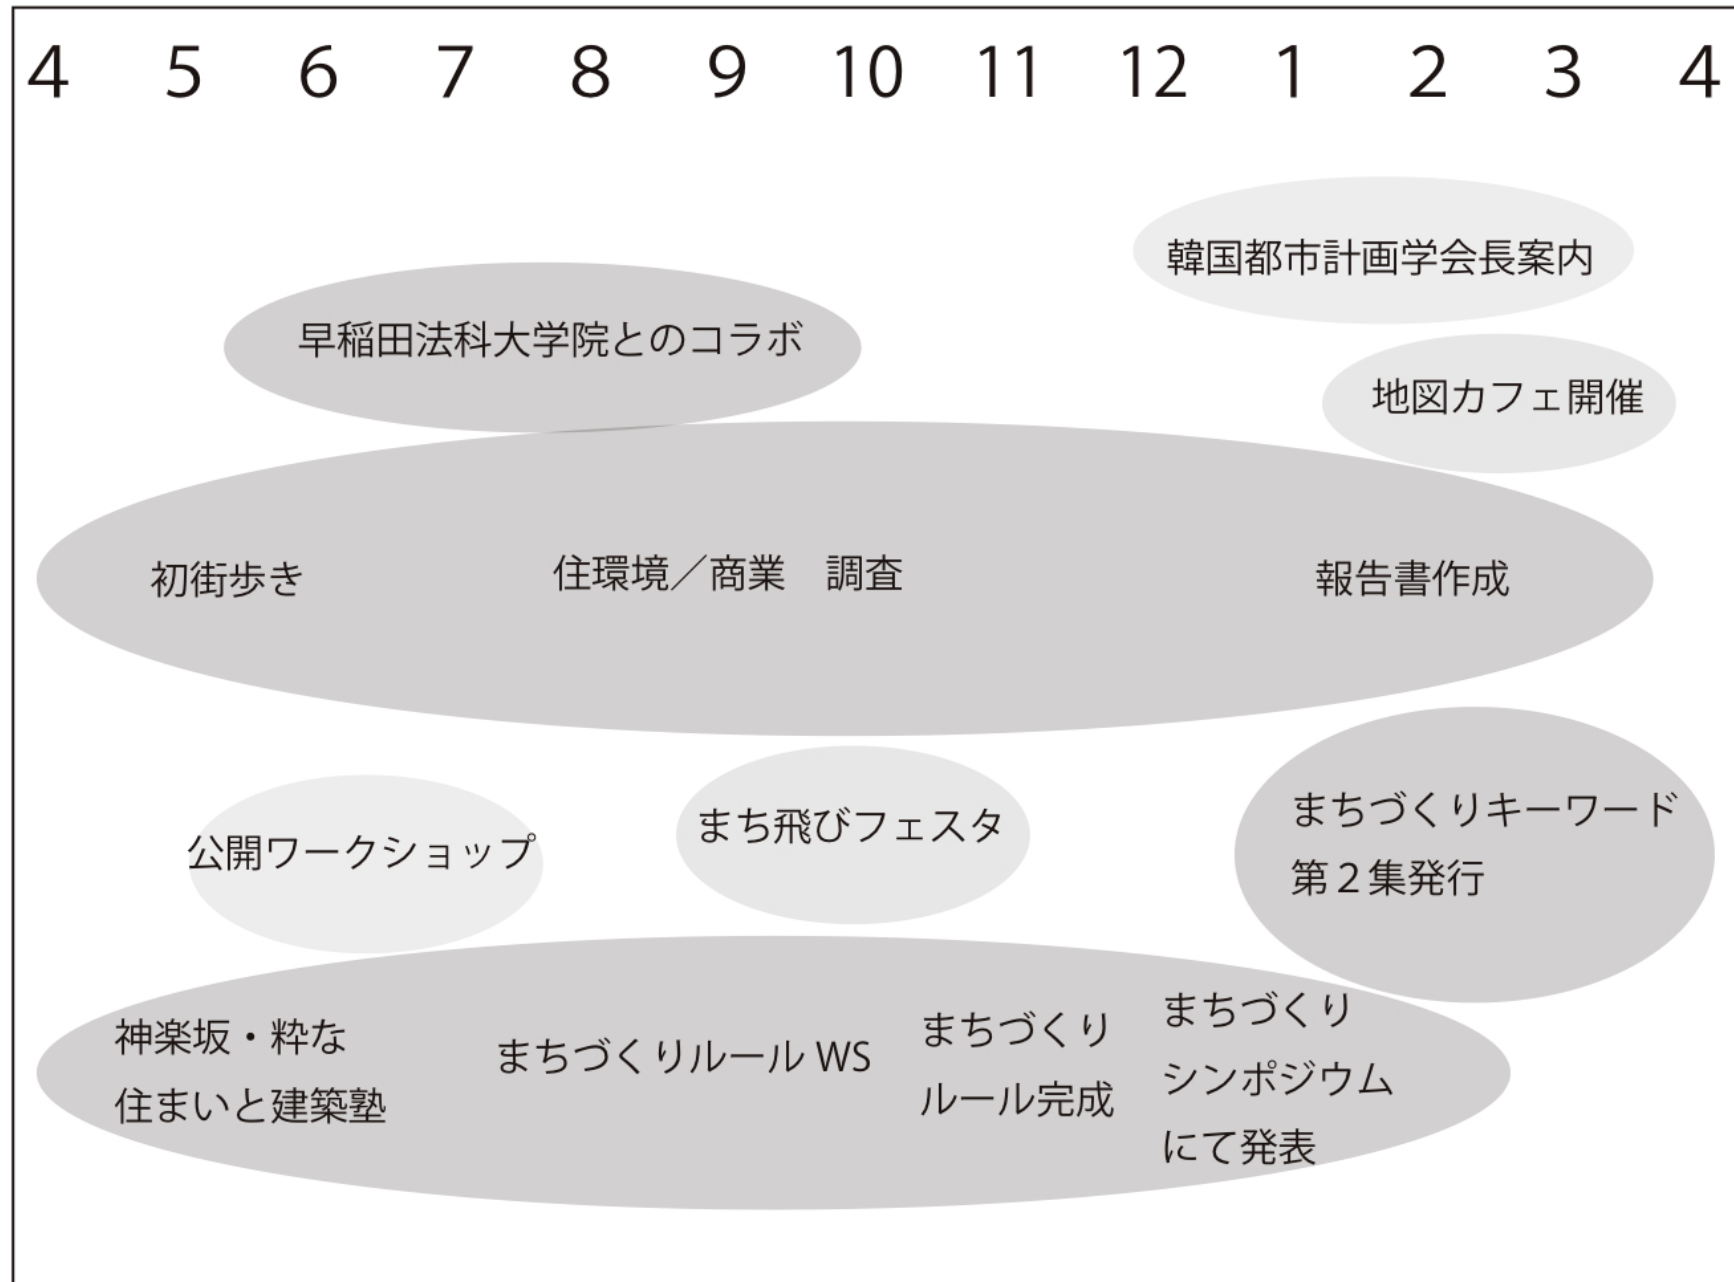 4 5 6 7 8 9 10 11 12 1 2 3 4
韓国都市計画学会長案内
早稲田法科大学院とのコラボ
地図カフェ開催
初街歩き
住環境／商業　調査
報告書作成
公開ワークショップ
まち飛びフェスタ
まちづくりキーワード
第２集発行
神楽坂・粋な
住まいと建築塾
まちづくりルール WS
まちづくり
ルール完成
まちづくり
シンポジウム
にて発表